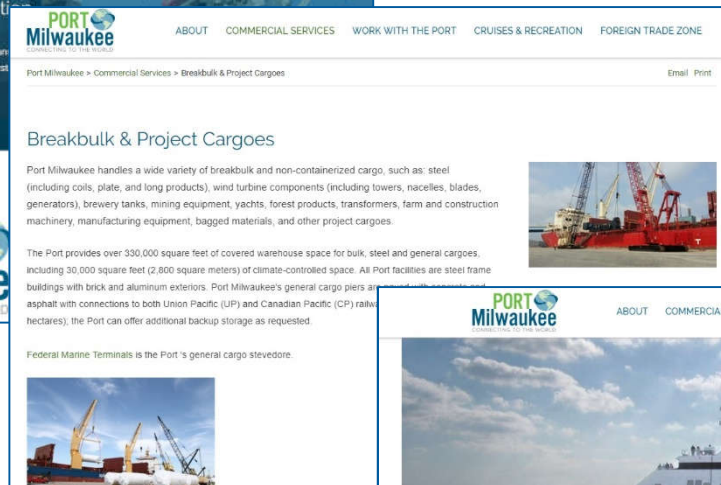 PORT
Milwaukee
CONNECTING TO THE WORLD
ABOUT COMMERCIAL SERVICES WORK WITH THE PORT CRUISES & RECREATION FOREIGN TRADE ZONE
Port Milwaukee > Commercial Services > Breakbulk & Project Cargoes
Email Print
Breakbulk & Project Cargoes
Port Milwaukee handles a wide variety of breakbulk and non-containerized cargo, such as: steel
(including coils, plate, and long products), wind turbine components (including towers, nacelles, blades,
generators), brewery tanks, mining equipment, yachts, forest products, transformers, farm and construction
machinery, manufacturing equipment, bagged materials, and other project cargoes.
The Port provides over 330,000 square feet of covered warehouse space for bulk, steel and general cargoes,
including 30,000 square feet (2,800 square meters) of climate-controlled space. All Port facilities are steel frame
buildings with brick and aluminum exteriors. Port Milwaukee's general cargo piers are paved with concrete and
asphalt with connections to both Union Pacific (UP) and Canadian Pacific (CP) railwa
hectares); the Port can offer additional backup storage as requested.
Federal Marine Terminals is the Port 's general cargo stevedore.
PORT
Milwaukee
CONNECTING TO THE WORLD
ABOUT COMMERCIA